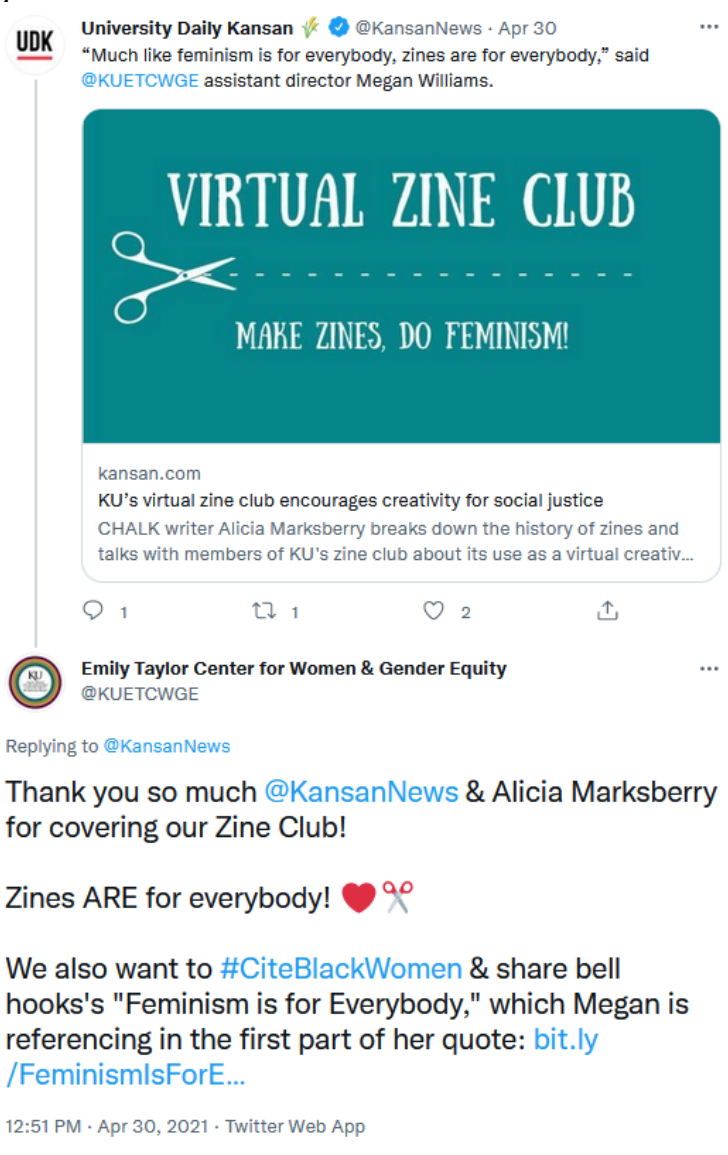 UDK
University Daily Kansan 🌾 @KansanNews · Apr 30
“Much like feminism is for everybody, zines are for everybody,” said
@KUETCWGE assistant director Megan Williams.
VIRTUAL ZINE CLUB
MAKE ZINES, DO FEMINISM!
kansan.com
KU’s virtual zine club encourages creativity for social justice
CHALK writer Alicia Marksberry breaks down the history of zines and
talks with members of KU's zine club about its use as a virtual creativ...
1 1 2
KU
Emily Taylor Center for Women & Gender Equity
@KUETCWGE
Replying to @KansanNews
Thank you so much @KansanNews & Alicia Marksberry
for covering our Zine Club!
Zines ARE for everybody! ❤️✂️
We also want to #CiteBlackWomen & share bell
hooks's "Feminism is for Everybody," which Megan is
referencing in the first part of her quote: bit.ly
/FeminismIsForE...
12:51 PM · Apr 30, 2021 · Twitter Web App